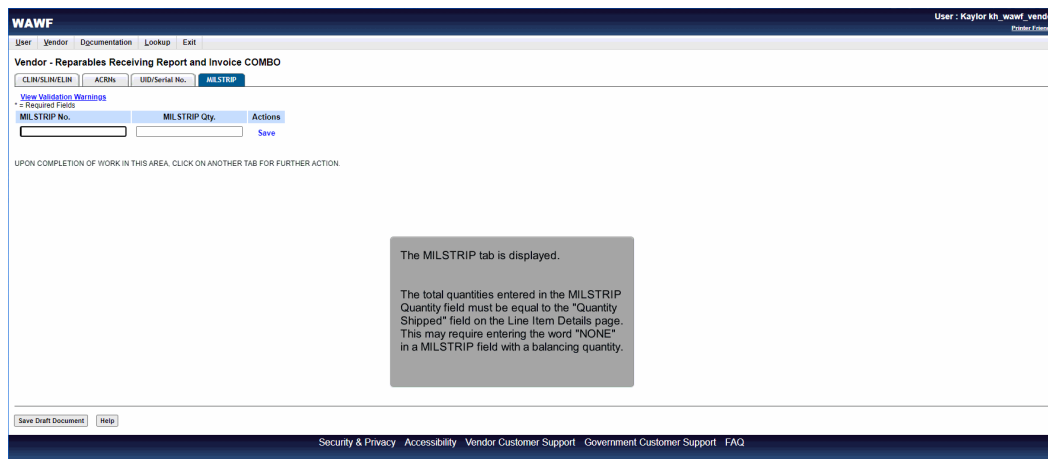 WAWF
User : Kaylor kh_wawf_vend
Printer Frien
User Vendor Documentation Lookup Exit
Vendor - Reparables Receiving Report and Invoice COMBO
CLIN/SLIN/ELIN ACRNs UID/Serial No. MILSTRIP
View Validation Warnings
* = Required Fields
MILSTRIP No. MILSTRIP Qty. Actions
Save
UPON COMPLETION OF WORK IN THIS AREA, CLICK ON ANOTHER TAB FOR FURTHER ACTION.
The MILSTRIP tab is displayed.
The total quantities entered in the MILSTRIP
Quantity field must be equal to the "Quantity
Shipped" field on the Line Item Details page.
This may require entering the word "NONE"
in a MILSTRIP field with a balancing quantity.
Save Draft Document Help
Security & Privacy Accessibility Vendor Customer Support Government Customer Support FAQ